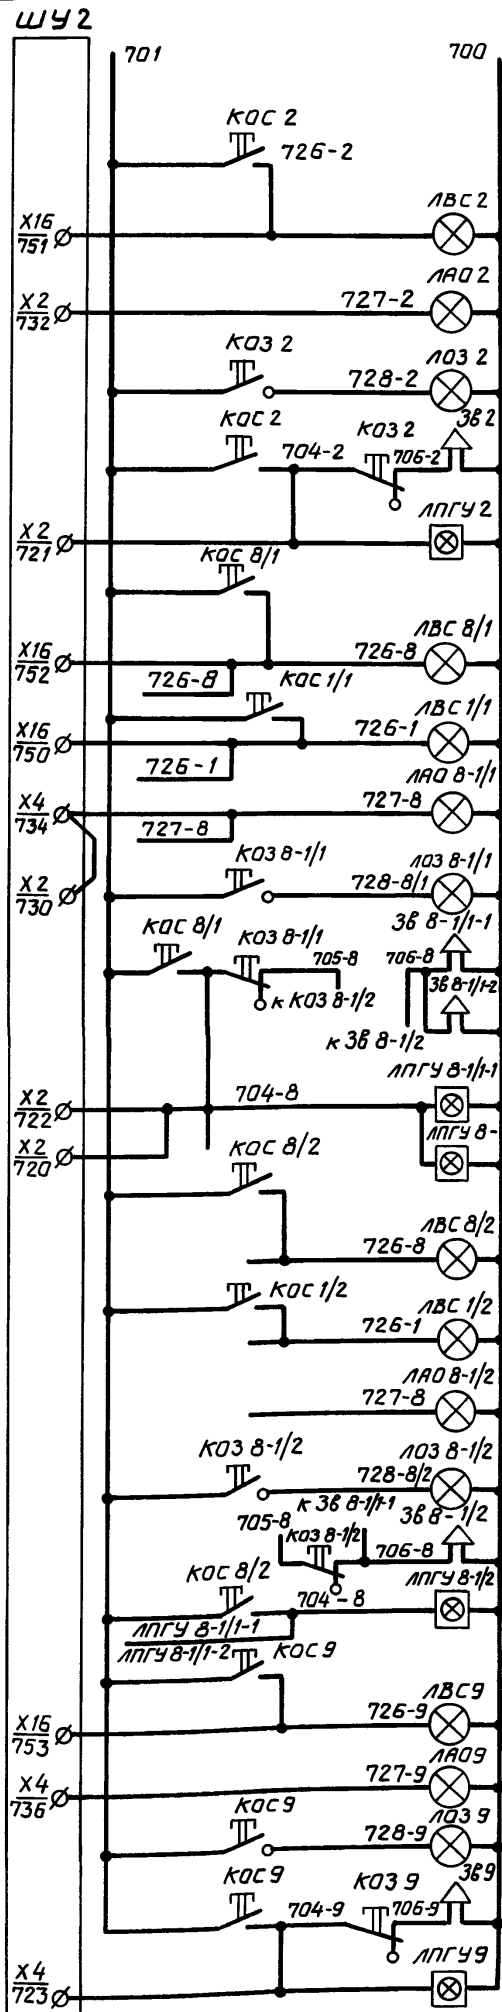 ШУ2
701
700
КОС 2
726-2
ЛВС 2
X16
751
ЛАО 2
X2
732
727-2
КОЗ 2
ЛОЗ 2
728-2
КОС 2
КОЗ 2
Зв 2
704-2
706-2
ЛПГУ 2
X2
721
КОС 8/1
ЛВС 8/1
X16
752
726-8
726-8
КОС 1/1
ЛВС 1/1
X16
750
726-1
726-1
ЛАО 8-1/1
X4
734
727-8
727-8
КОЗ 8-1/1
ЛОЗ 8-1/1
X2
730
728-8/1
Зв 8-1/1-1
КОС 8/1
КОЗ 8-1/1
705-8
706-8
Зв 8-1/1-2
к КОЗ 8-1/2
к Зв 8-1/2
ЛПГУ 8-1/1-1
X2
722
704-8
ЛПГУ 8-
X2
720
КОС 8/2
ЛВС 8/2
726-8
КОС 1/2
ЛВС 1/2
726-1
ЛАО 8-1/2
727-8
КОЗ 8-1/2
ЛОЗ 8-1/2
728-8/2
к Зв 8-1/1-1
Зв 8-1/2
705-8
КОЗ 8-1/2
706-8
КОС 8/2
ЛПГУ 8-1/2
704-8
ЛПГУ 8-1/1-1
ЛПГУ 8-1/1-2
КОС 9
ЛВС 9
X16
753
726-9
ЛАО 9
X4
736
727-9
КОС 9
ЛОЗ 9
728-9
КОС 9
КОЗ 9
Зв 9
704-9
706-9
ЛПГУ 9
X4
723